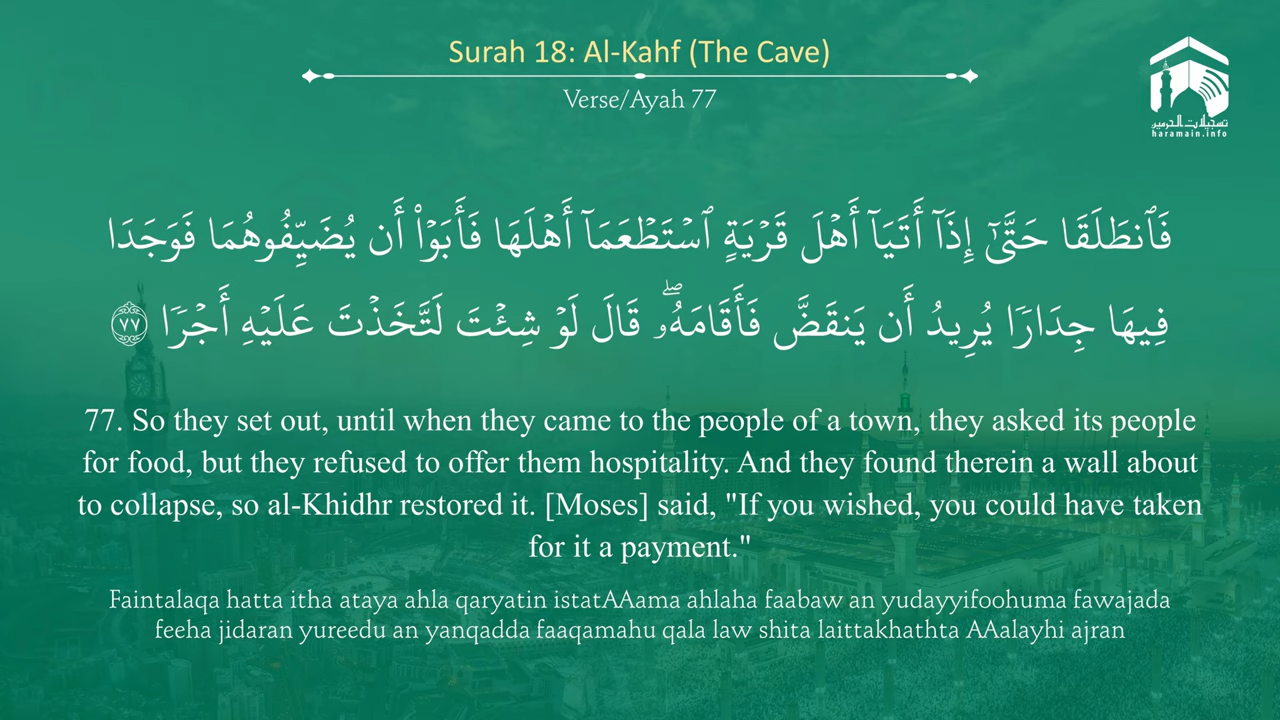 Surah 18: Al-Kahf (The Cave)
Verse/Ayah 77
تسجيلات الحرمين
haramain.info
فَٱنطَلَقَا حَتَّىٰٓ إِذَآ أَتَيَآ أَهْلَ قَرْيَةٍ ٱسْتَطْعَمَآ أَهْلَهَا فَأَبَوْا۟ أَن يُضَيِّفُوهُمَا فَوَجَدَا
فِيهَا جِدَارًا يُرِيدُ أَن يَنقَضَّ فَأَقَامَهُۥ ۖ قَالَ لَوْ شِئْتَ لَتَّخَذْتَ عَلَيْهِ أَجْرًا ٧٧
77. So they set out, until when they came to the people of a town, they asked its people
for food, but they refused to offer them hospitality. And they found therein a wall about
to collapse, so al-Khidhr restored it. [Moses] said, "If you wished, you could have taken
for it a payment."
Faintalaqa hatta itha ataya ahla qaryatin istatAAama ahlaha faabaw an yudayyifoohuma fawajada
feeha jidaran yureedu an yanqadda faaqamahu qala law shita laittakhathta AAalayhi ajran